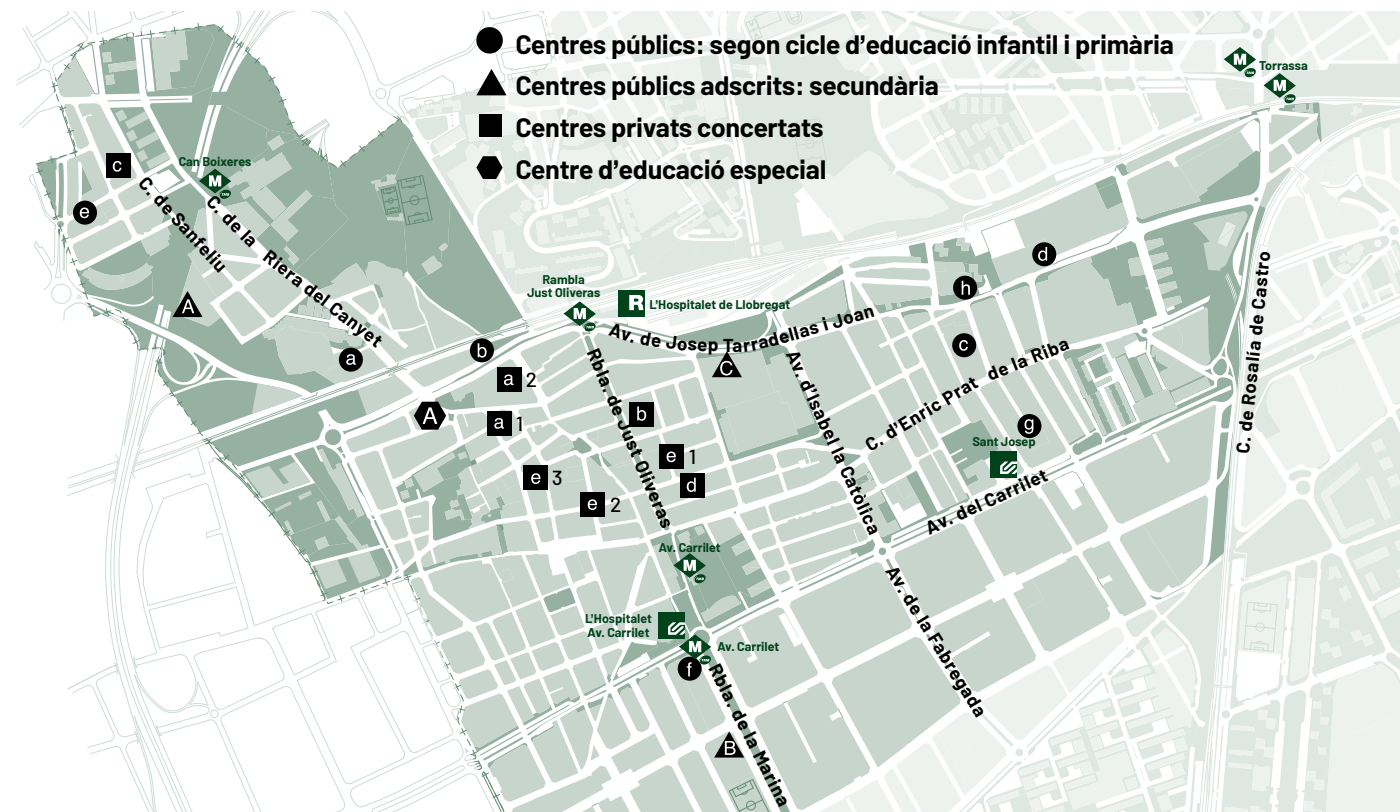 Centres públics: segon cicle d'educació infantil i primària
Centres públics adscrits: secundària
Centres privats concertats
Centre d'educació especial
M
Torrassa
M
c
Can Boixeres
M
e
C. de Sanfeliu
C. de la Riera del Canyet
A
a
b
Rambla
Just Oliveras
M
R
L'Hospitalet de Llobregat
Av. de Josep Tarradellas i Joan
C
d
h
c
C. de Rosalia de Castro
a 2
A
a 1
b
Rbla. de Just Oliveras
Av. d'Isabel la Catòlica
C. d'Enric Prat de la Riba
g
Sant Josep
e 1
e 3
d
e 2
Av. del Carrilet
Av. Carrilet
M
L'Hospitalet
Av. Carrilet
M
Av. Carrilet
f
Av. de la Fabregada
Rbla. de la Marina
B